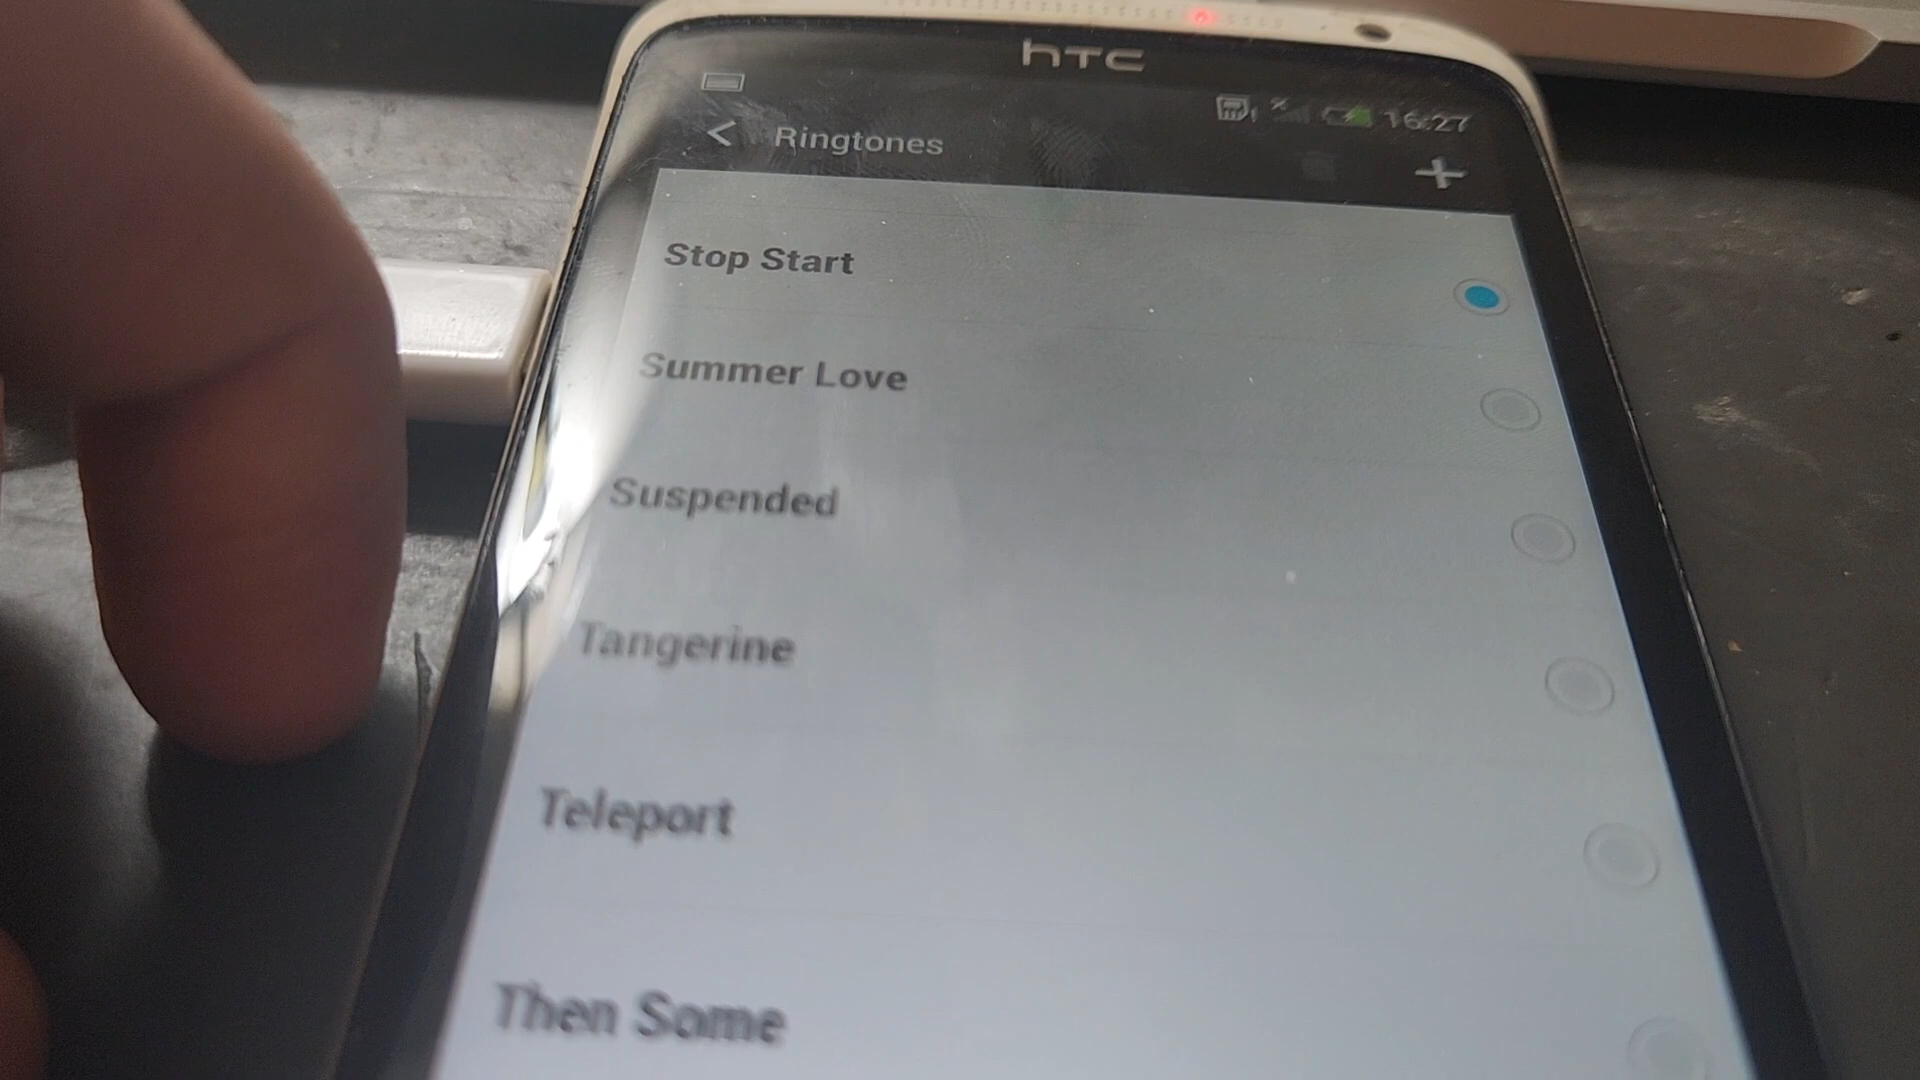 hTC
16:27
< Ringtones +
Stop Start
Summer Love
Suspended
Tangerine
Teleport
Then Some